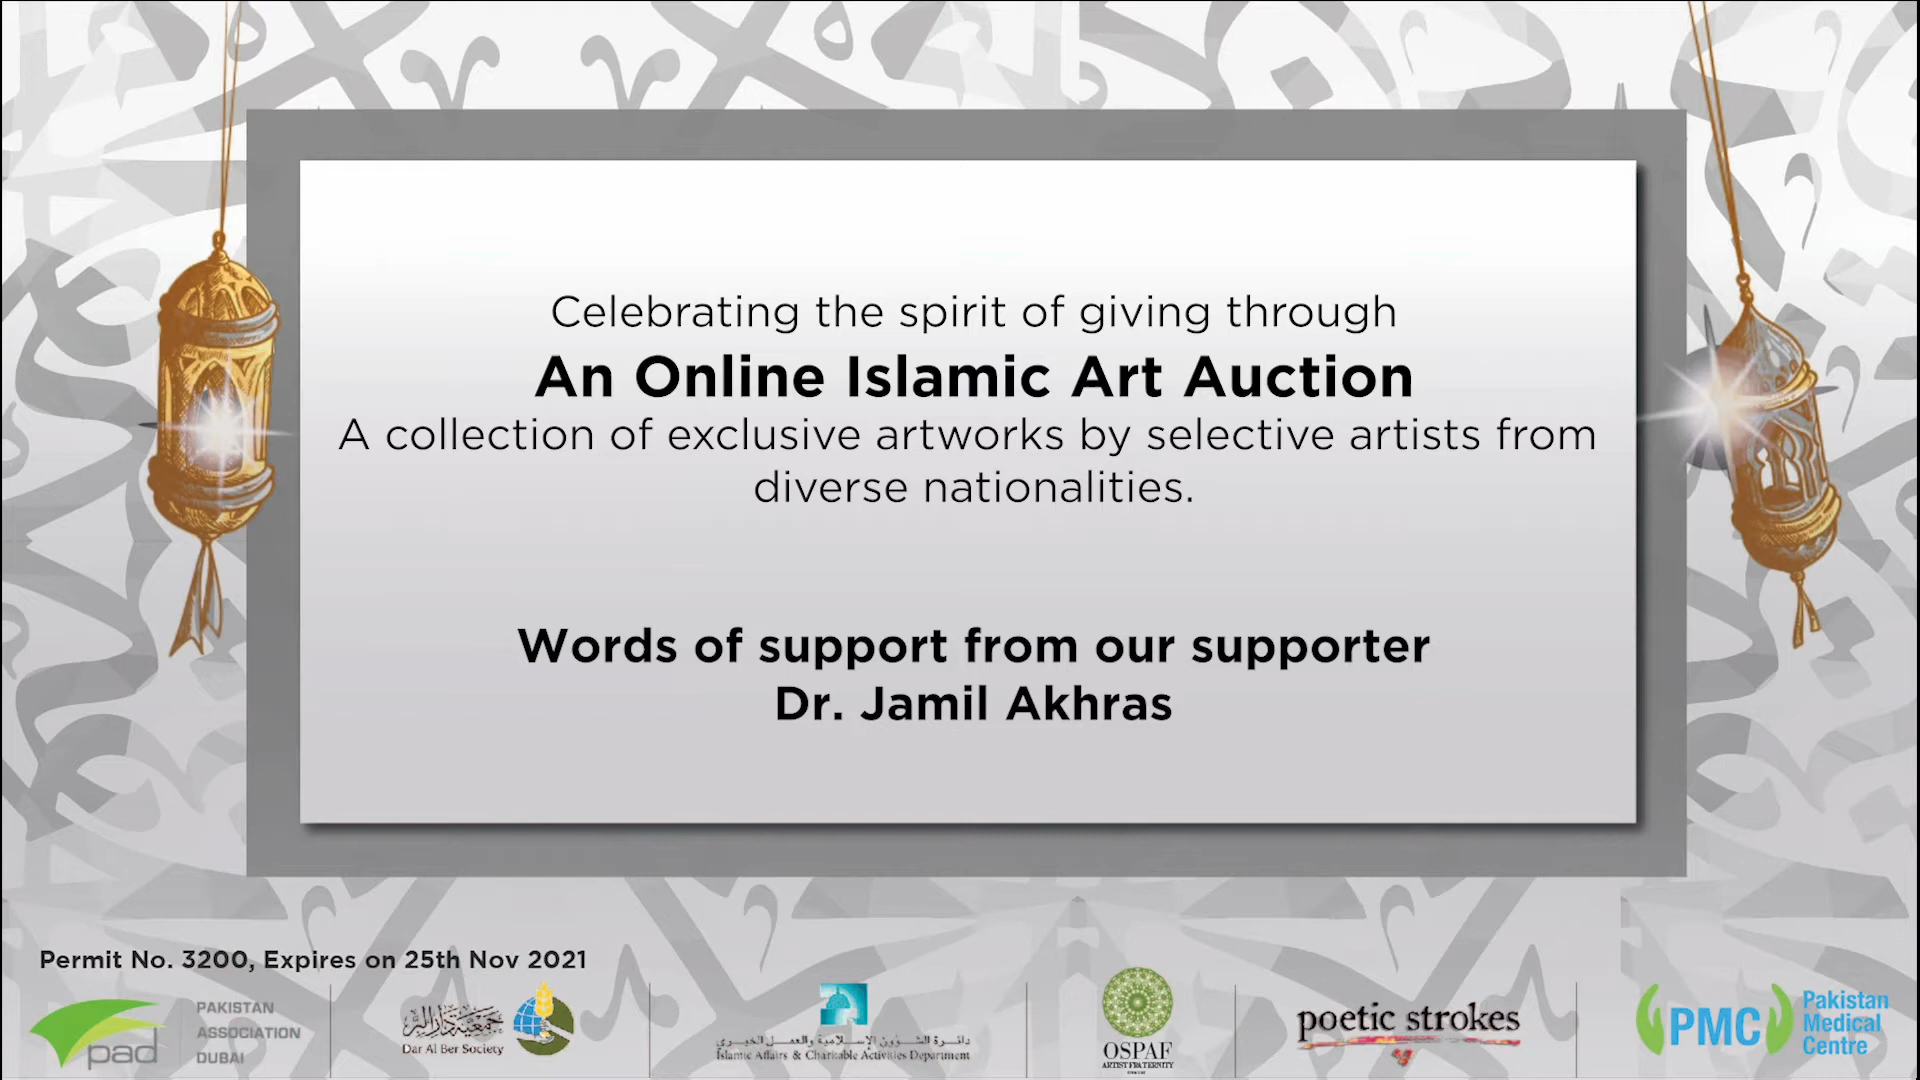 Celebrating the spirit of giving through
An Online Islamic Art Auction
A collection of exclusive artworks by selective artists from
diverse nationalities.
Words of support from our supporter
Dr. Jamil Akhras
Permit No. 3200, Expires on 25th Nov 2021
pad
PAKISTAN
ASSOCIATION
DUBAI
جمعية دار البر
Dar Al Ber Society
دائرة الشؤون الإسلامية والعمل الخيري
Islamic Affairs & Charitable Activities Department
OSPAF
ARTIST FRATERNITY
poetic strokes
PMC
Pakistan
Medical
Centre